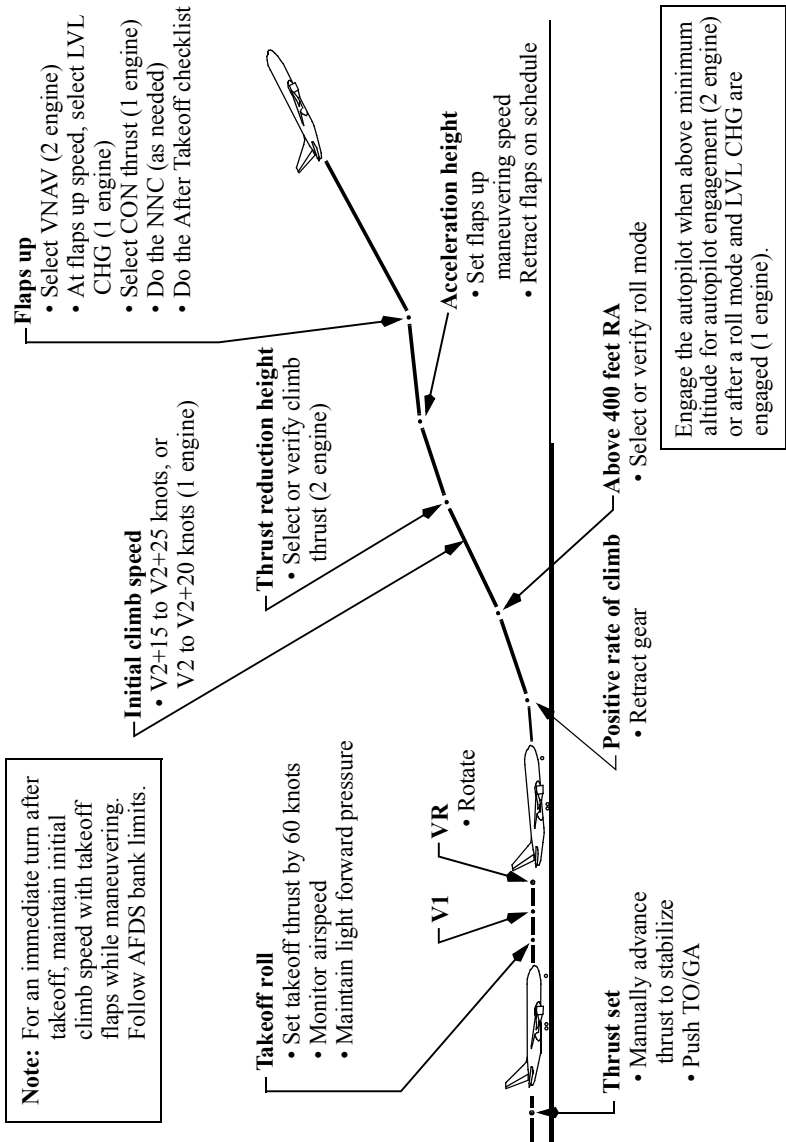 Note: For an immediate turn after
takeoff, maintain initial
climb speed with takeoff
flaps while maneuvering.
Follow AFDS bank limits.
Takeoff roll
• Set takeoff thrust by 60 knots
• Monitor airspeed
• Maintain light forward pressure
V1
VR
• Rotate
Thrust set
• Manually advance
thrust to stabilize
• Push TO/GA
Positive rate of climb
• Retract gear
Above 400 feet RA
• Select or verify roll mode
Initial climb speed
• V2+15 to V2+25 knots, or
V2 to V2+20 knots (1 engine)
Thrust reduction height
• Select or verify climb
thrust (2 engine)
Acceleration height
• Set flaps up
maneuvering speed
• Retract flaps on schedule
Flaps up
• Select VNAV (2 engine)
• At flaps up speed, select LVL
CHG (1 engine)
• Select CON thrust (1 engine)
• Do the NNC (as needed)
• Do the After Takeoff checklist
Engage the autopilot when above minimum
altitude for autopilot engagement (2 engine)
or after a roll mode and LVL CHG are
engaged (1 engine).